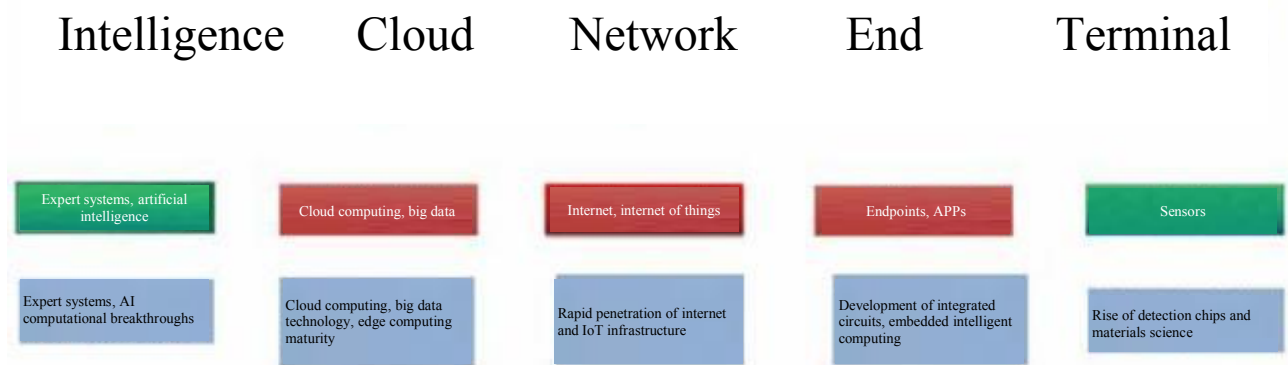 Intelligence Cloud Network End Terminal
Expert systems, artificial
intelligence
Cloud computing, big data
Internet, internet of things
Endpoints, APPs
Sensors
Expert systems, AI
computational breakthroughs
Cloud computing, big data
technology, edge computing
maturity
Rapid penetration of internet
and IoT infrastructure
Development of integrated
circuits, embedded intelligent
computing
Rise of detection chips and
materials science